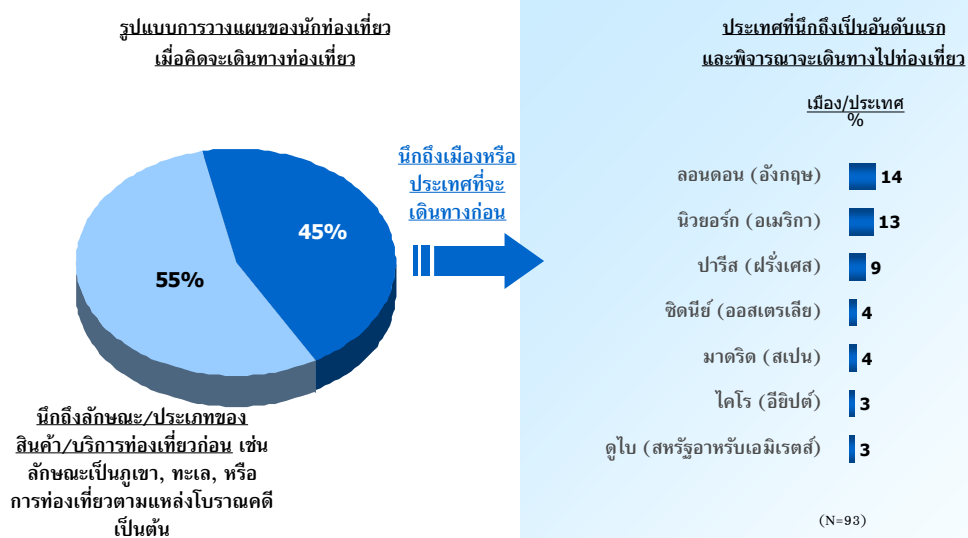 รูปแบบการวางแผนของนักท่องเที่ยว
เมื่อคิดจะเดินทางท่องเที่ยว
45%
55%
นึกถึงลักษณะ/ประเภทของ
สินค้า/บริการท่องเที่ยวก่อน เช่น
ลักษณะเป็นภูเขา, ทะเล, หรือ
การท่องเที่ยวตามแหล่งโบราณคดี
เป็นต้น
นึกถึงเมืองหรือ
ประเทศที่จะ
เดินทางก่อน
ประเทศที่นึกถึงเป็นอันดับแรก
และพิจารณาจะเดินทางไปท่องเที่ยว
เมือง/ประเทศ
%
ลอนดอน (อังกฤษ) 14
นิวยอร์ก (อเมริกา) 13
ปารีส (ฝรั่งเศส) 9
ซิดนีย์ (ออสเตรเลีย) 4
มาดริด (สเปน) 4
ไคโร (อียิปต์) 3
ดูไบ (สหรัฐอาหรับเอมิเรตส์) 3
(N=93)